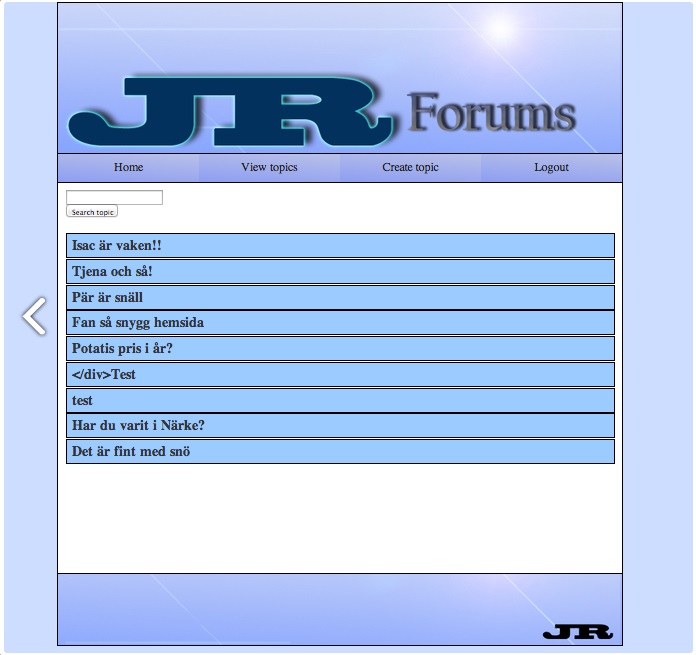 JR Forums
Home View topics Create topic Logout
Search topic
Isac är vaken!!
Tjena och så!
Pär är snäll
Fan så snygg hemsida
Potatis pris i år?
</div>Test
test
Har du varit i Närke?
Det är fint med snö
JR